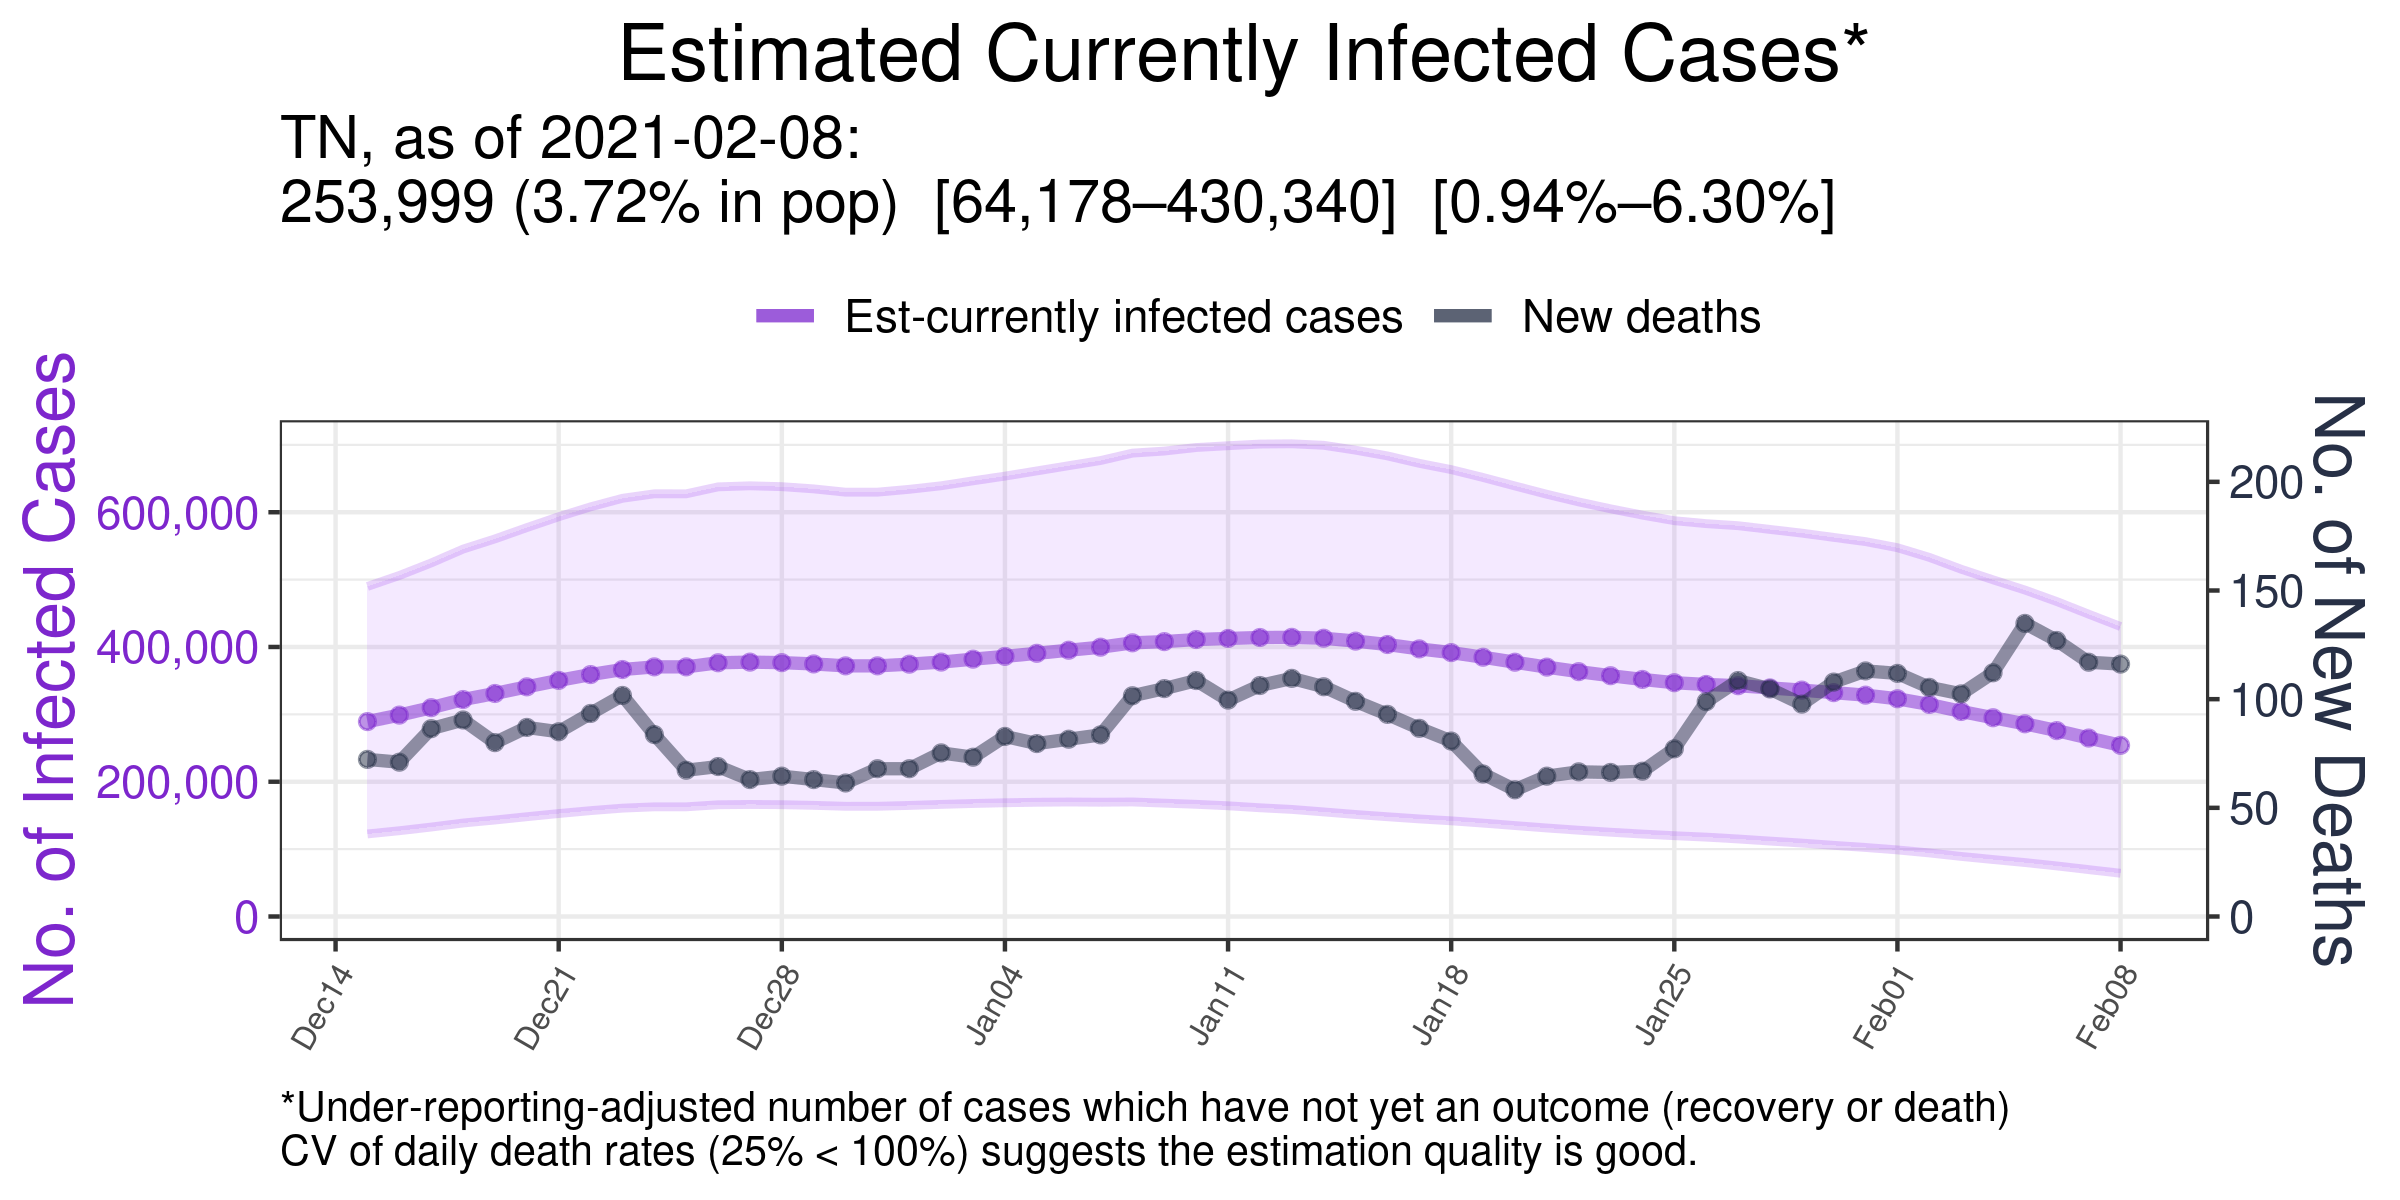 Estimated Currently Infected Cases*
TN, as of 2021-02-08:
253,999 (3.72% in pop) [64,178–430,340] [0.94%–6.30%]
Est-currently infected cases New deaths
No. of Infected Cases
600,000
400,000
200,000
0
200
150
100
50
0
No. of New Deaths
Dec14 Dec21 Dec28 Jan04 Jan11 Jan18 Jan25 Feb01 Feb08
*Under-reporting-adjusted number of cases which have not yet an outcome (recovery or death)
CV of daily death rates (25% < 100%) suggests the estimation quality is good.